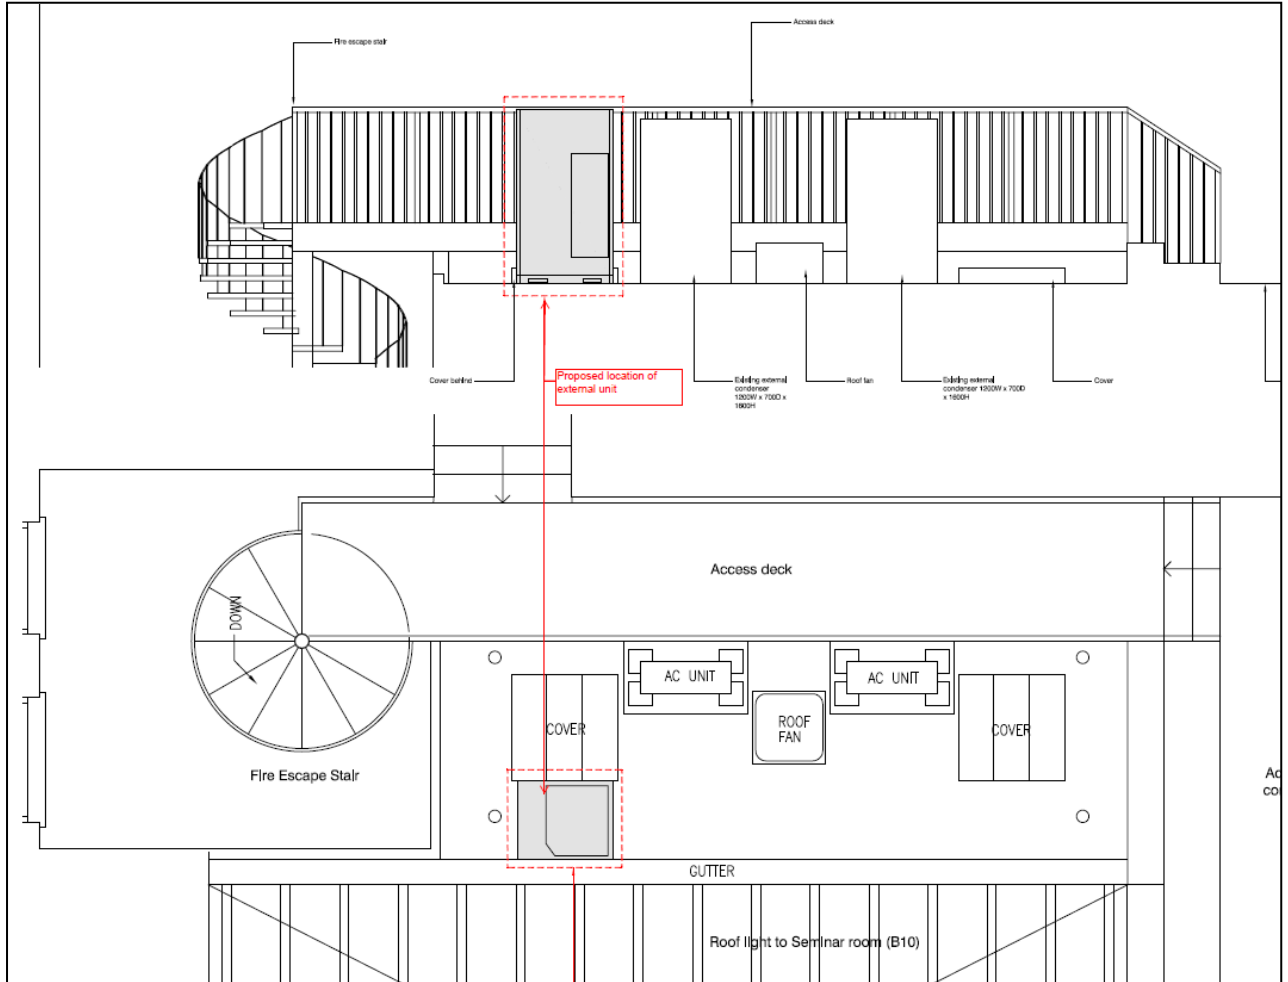 Access deck
Fire escape stair
Proposed location of
external unit
Cover behind
Existing external
condenser
1200W x 700D x
1600H
Roof fan
Existing external
condenser 1200W x 700D
x 1600H
Cover
Access deck
DOWN
AC UNIT
AC UNIT
ROOF
FAN
COVER
COVER
Fire Escape Stair
Ac
co
GUTTER
Roof light to Seminar room (B10)